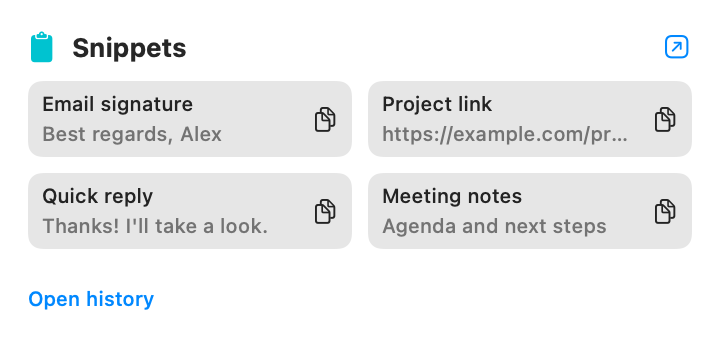 Snippets
Email signature
Best regards, Alex
Project link
https://example.com/pr...
Quick reply
Thanks! I'll take a look.
Meeting notes
Agenda and next steps
Open history